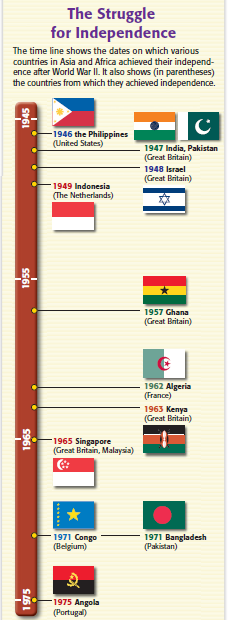 The Struggle
for Independence
The time line shows the dates on which various
countries in Asia and Africa achieved their independ-
ence after World War II. It also shows (in parentheses)
the countries from which they achieved independence.
1945
1946 the Philippines
(United States)
1947 India, Pakistan
(Great Britain)
1948 Israel
(Great Britain)
1949 Indonesia
(The Netherlands)
1955
1957 Ghana
(Great Britain)
1962 Algeria
(France)
1963 Kenya
(Great Britain)
1965
1965 Singapore
(Great Britain, Malaysia)
1971 Congo
(Belgium)
1971 Bangladesh
(Pakistan)
1975
1975 Angola
(Portugal)